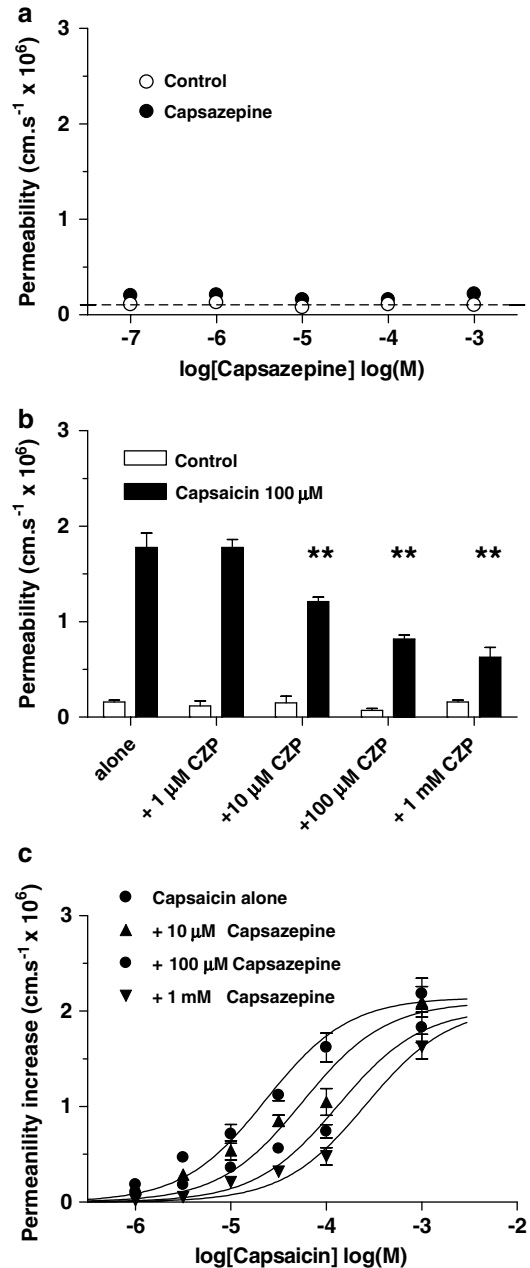 a
3
2
1
0
Permeability (cm.s⁻¹ x 10⁶)
Control
Capsazepine
-7 -6 -5 -4 -3
log[Capsazepine] log(M)
b
3
2
1
0
Permeability (cm.s⁻¹ x 10⁶)
Control
Capsaicin 100 µM
** ** **
alone
+ 1 µM CZP
+10 µM CZP
+100 µM CZP
+ 1 mM CZP
c
3
2
1
0
Permeanility increase (cm.s⁻¹ x 10⁶)
Capsaicin alone
+ 10 µM Capsazepine
+ 100 µM Capsazepine
+ 1 mM Capsazepine
-6 -5 -4 -3 -2
log[Capsaicin] log(M)